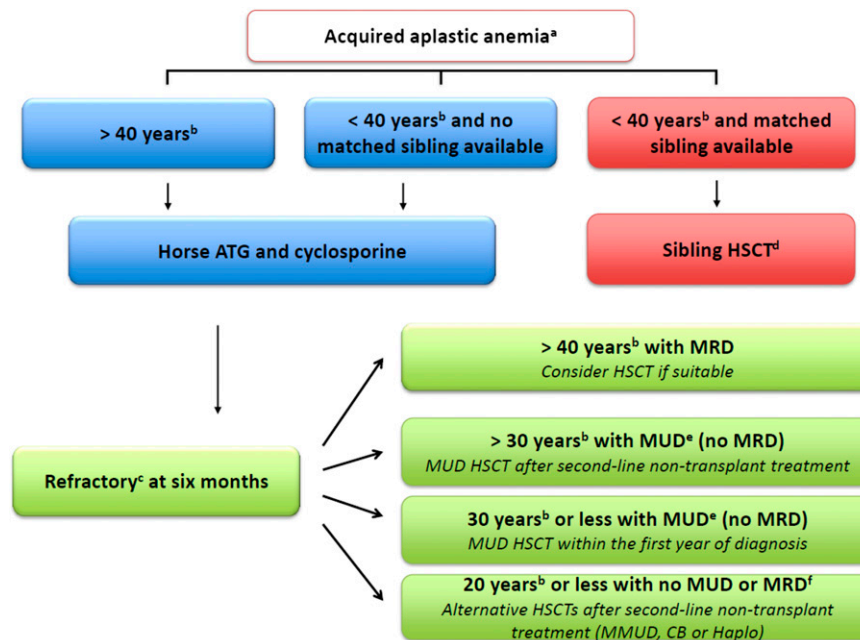 Acquired aplastic anemiaᵃ
> 40 yearsᵇ
< 40 yearsᵇ and no
matched sibling available
< 40 yearsᵇ and matched
sibling available
Horse ATG and cyclosporine
Sibling HSCTᵈ
> 40 yearsᵇ with MRD
Consider HSCT if suitable
> 30 yearsᵇ with MUDᵉ (no MRD)
MUD HSCT after second-line non-transplant treatment
Refractoryᶜ at six months
30 yearsᵇ or less with MUDᵉ (no MRD)
MUD HSCT within the first year of diagnosis
20 yearsᵇ or less with no MUD or MRDᶠ
Alternative HSCTs after second-line non-transplant
treatment (MMUD, CB or Haplo)